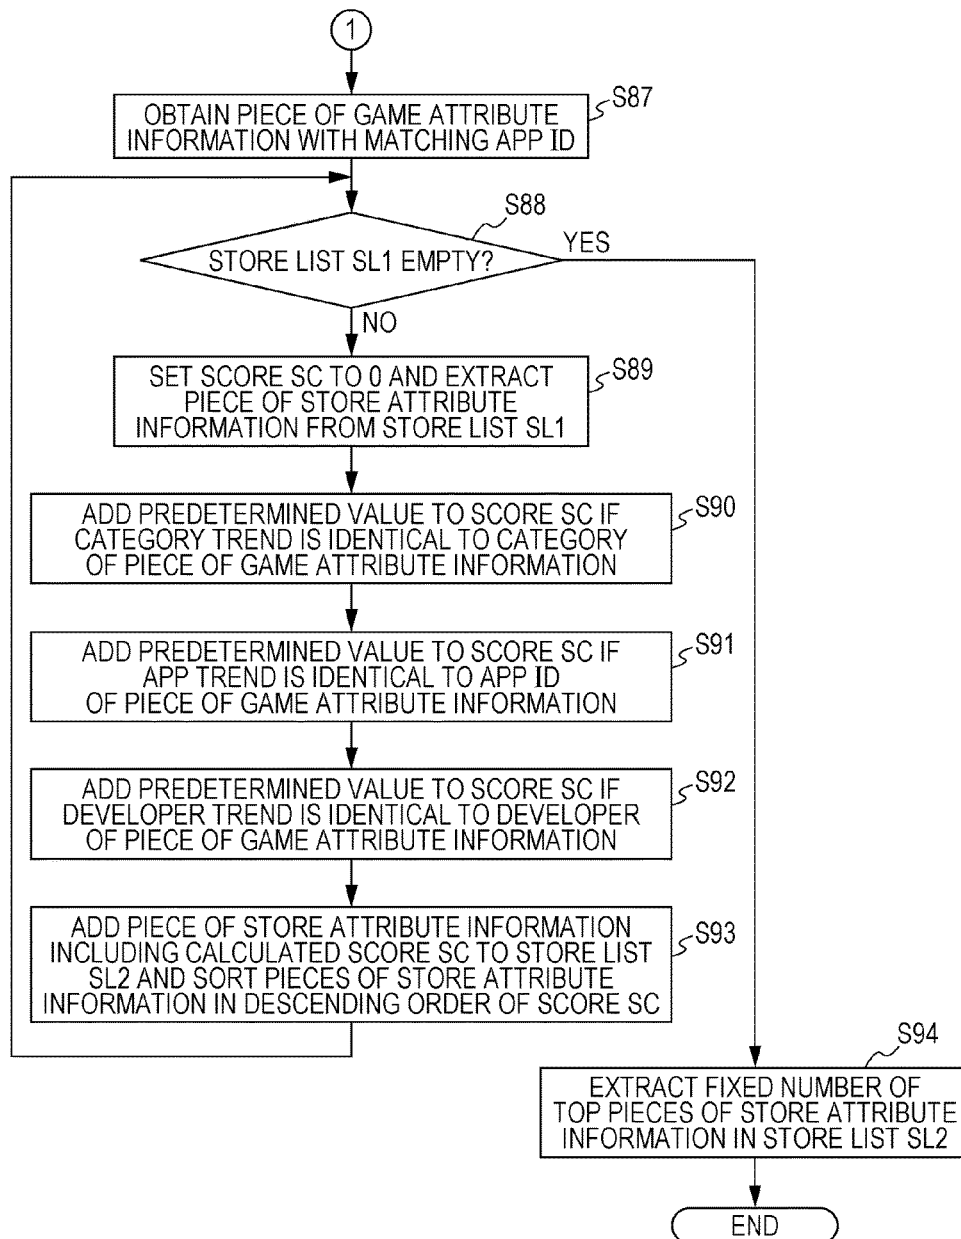 1
OBTAIN PIECE OF GAME ATTRIBUTE
INFORMATION WITH MATCHING APP ID
S87
S88
STORE LIST SL1 EMPTY?
YES
NO
SET SCORE SC TO 0 AND EXTRACT
PIECE OF STORE ATTRIBUTE
INFORMATION FROM STORE LIST SL1
S89
ADD PREDETERMINED VALUE TO SCORE SC IF
CATEGORY TREND IS IDENTICAL TO CATEGORY
OF PIECE OF GAME ATTRIBUTE INFORMATION
S90
ADD PREDETERMINED VALUE TO SCORE SC IF
APP TREND IS IDENTICAL TO APP ID
OF PIECE OF GAME ATTRIBUTE INFORMATION
S91
ADD PREDETERMINED VALUE TO SCORE SC IF
DEVELOPER TREND IS IDENTICAL TO DEVELOPER
OF PIECE OF GAME ATTRIBUTE INFORMATION
S92
ADD PIECE OF STORE ATTRIBUTE INFORMATION
INCLUDING CALCULATED SCORE SC TO STORE LIST
SL2 AND SORT PIECES OF STORE ATTRIBUTE
INFORMATION IN DESCENDING ORDER OF SCORE SC
S93
S94
EXTRACT FIXED NUMBER OF
TOP PIECES OF STORE ATTRIBUTE
INFORMATION IN STORE LIST SL2
END